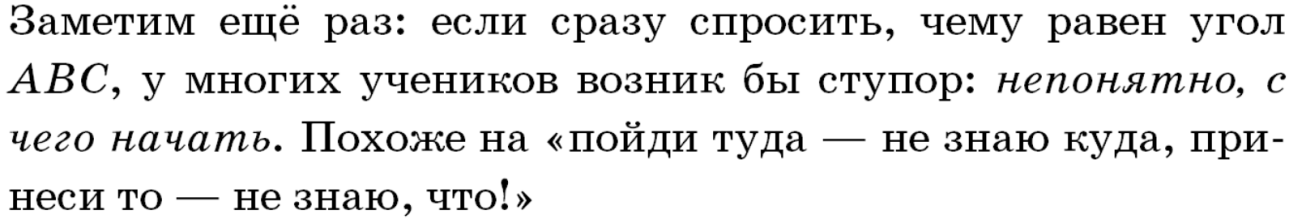 Заметим ещё раз: если сразу спросить, чему равен угол
ABC, у многих учеников возник бы ступор: непонятно, с
чего начать. Похоже на «пойди туда — не знаю куда, при-
неси то — не знаю, что!»